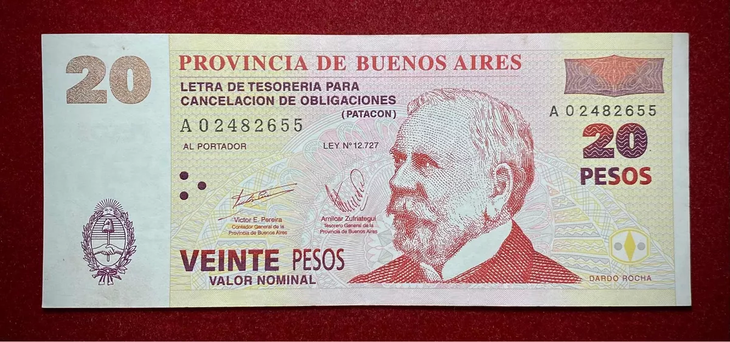 20
PROVINCIA DE BUENOS AIRES
LETRA DE TESORERIA PARA
CANCELACION DE OBLIGACIONES
(PATACON)
A 02482655
A 02482655
AL PORTADOR
LEY Nº 12.727
20
PESOS
Victor E. Pereira
Contador General de la
Provincia de Buenos Aires
Amilcar Zufriategui
Tesorero General de la
Provincia de Buenos Aires
VEINTE PESOS
VALOR NOMINAL
DARDO ROCHA